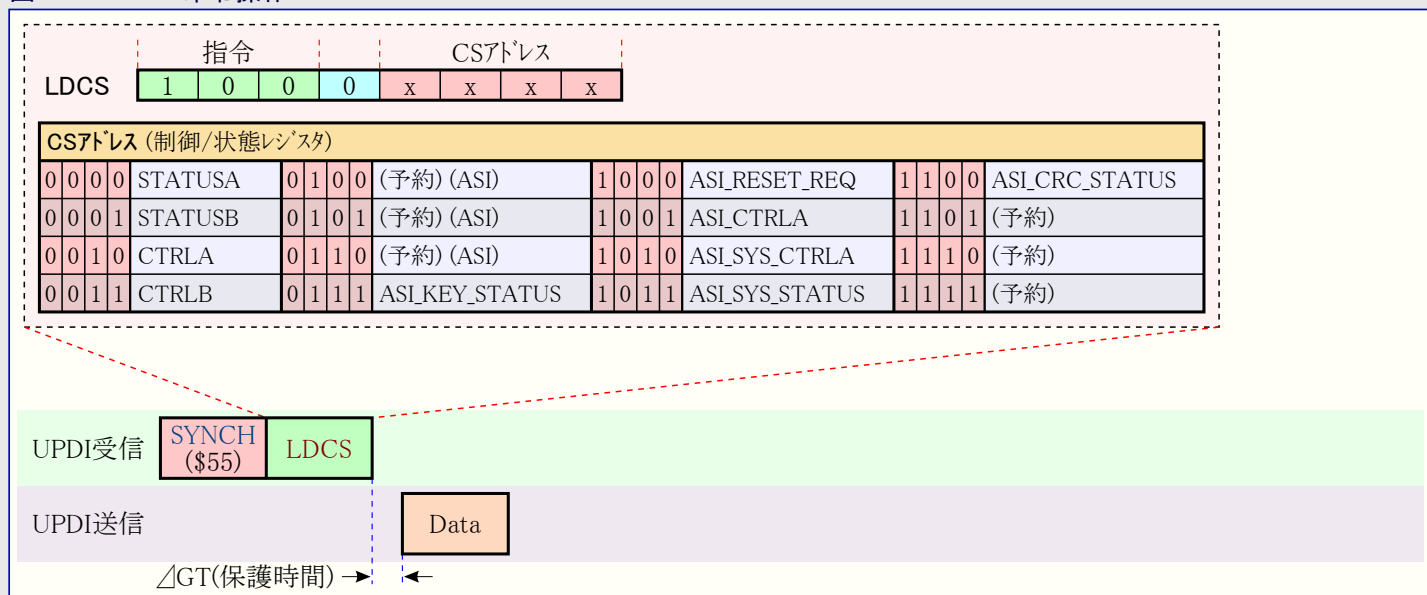 指令 CSアドレス
LDCS 1 0 0 0 x x x x
CSアドレス (制御/状態レジスタ)
0 0 0 0 STATUSA 0 1 0 0 (予約) (ASI) 1 0 0 0 ASI_RESET_REQ 1 1 0 0 ASI_CRC_STATUS
0 0 0 1 STATUSB 0 1 0 1 (予約) (ASI) 1 0 0 1 ASI_CTRLA 1 1 0 1 (予約)
0 0 1 0 CTRLA 0 1 1 0 (予約) (ASI) 1 0 1 0 ASI_SYS_CTRLA 1 1 1 0 (予約)
0 0 1 1 CTRLB 0 1 1 1 ASI_KEY_STATUS 1 0 1 1 ASI_SYS_STATUS 1 1 1 1 (予約)
UPDI受信 SYNCH LDCS
($55)
UPDI送信 Data
⊿GT(保護時間)